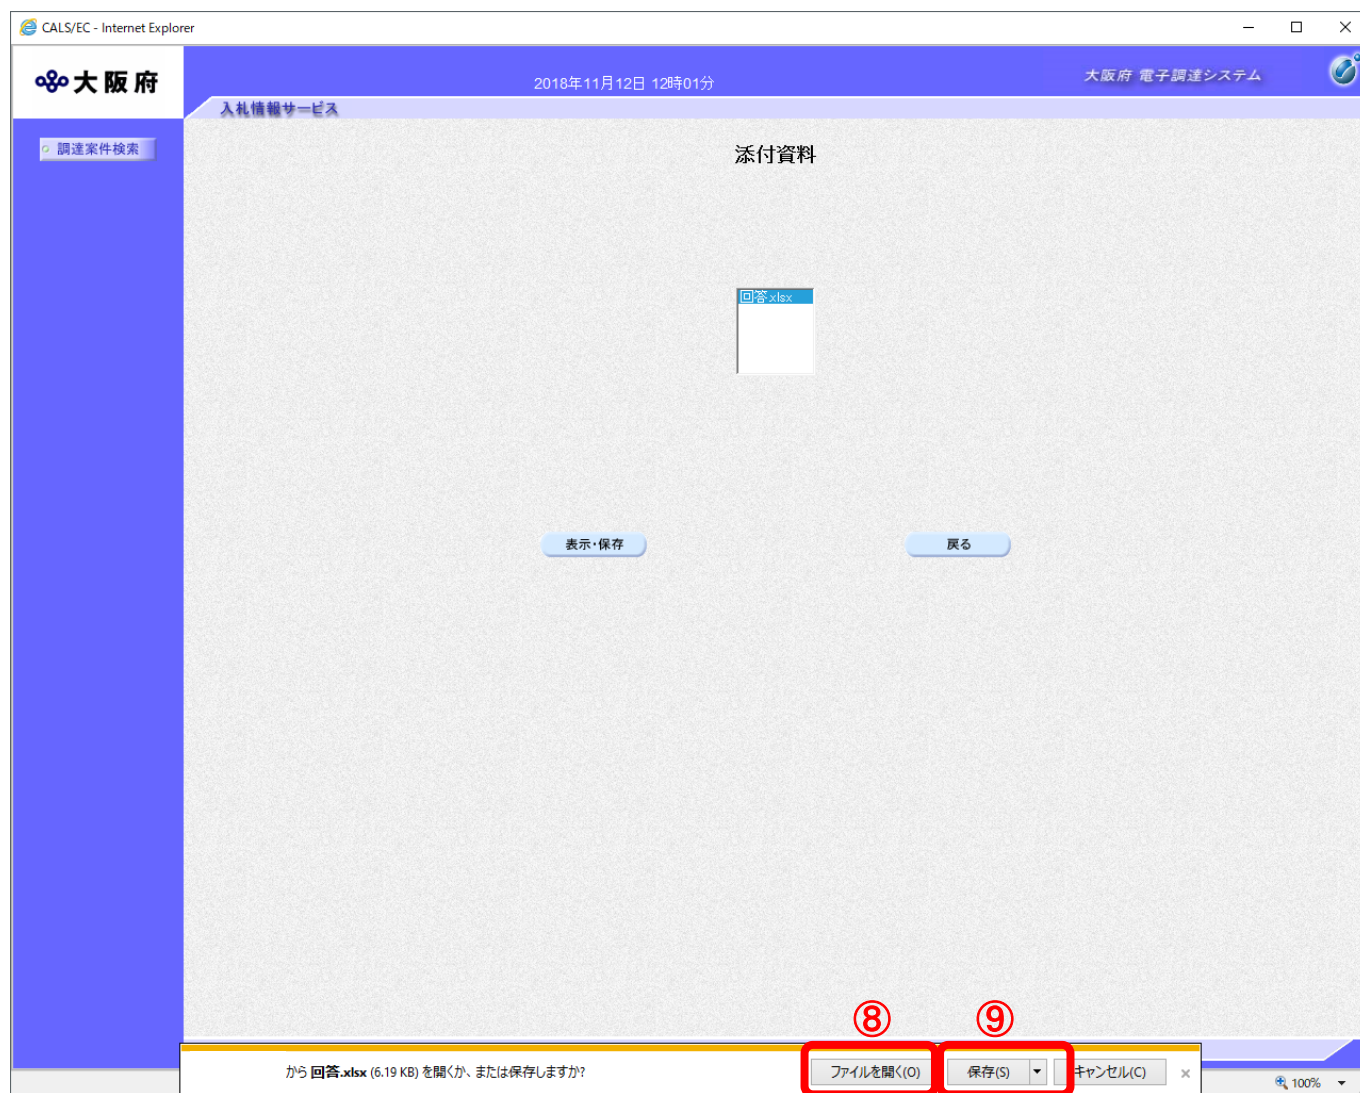 CALS/EC - Internet Explorer
大阪府
2018年11月12日 12時01分
大阪府 電子調達システム
入札情報サービス
調達案件検索
添付資料
回答.xlsx
表示・保存
戻る
⑧
⑨
から 回答.xlsx (6.19 KB) を開くか、または保存しますか?
ファイルを開く(O)
保存(S)
キャンセル(C)
100%